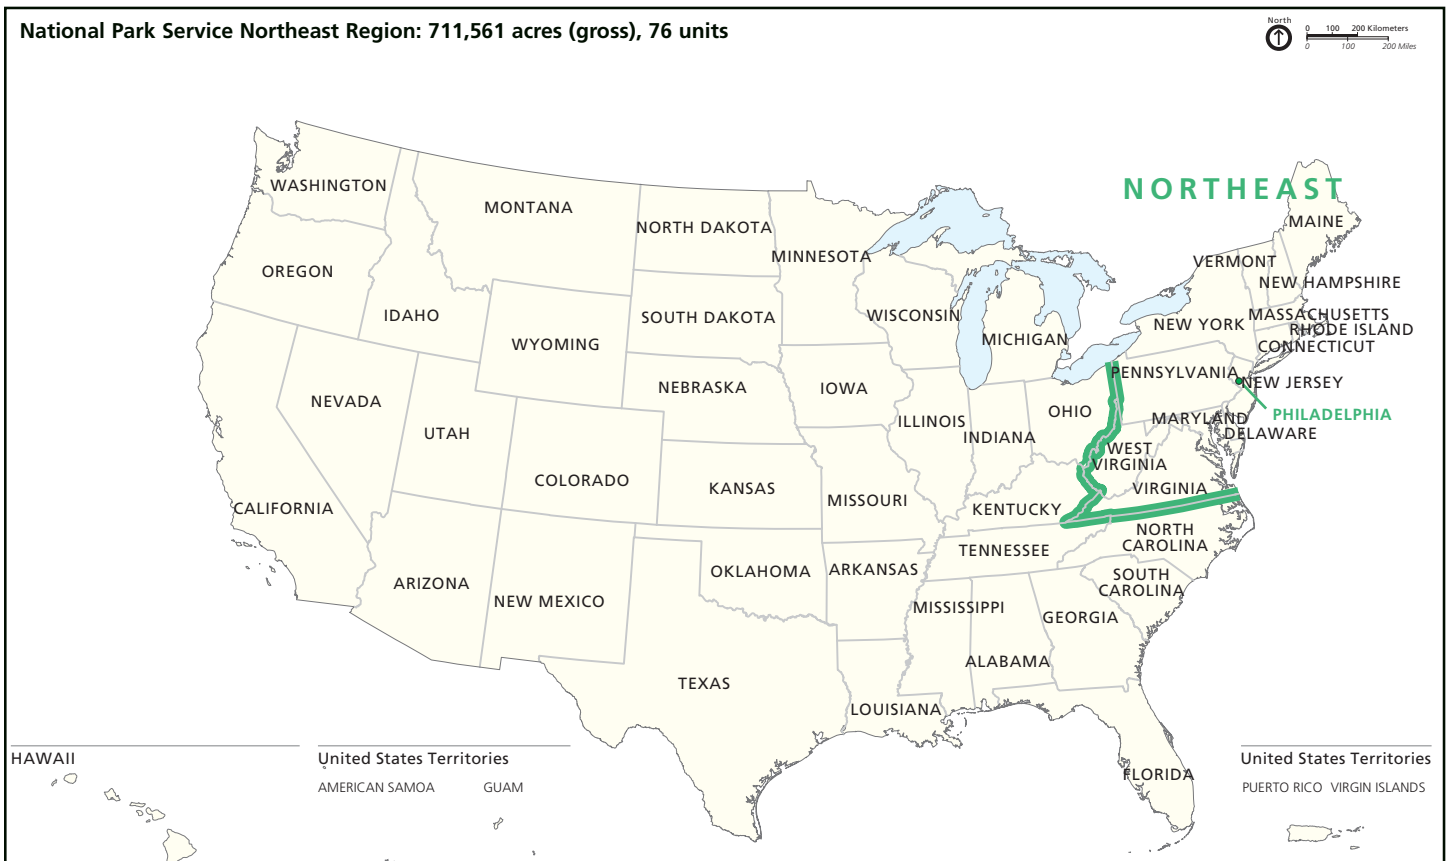 National Park Service Northeast Region: 711,561 acres (gross), 76 units
North
0 100 200 Kilometers
0 100 200 Miles
NORTHEAST
WASHINGTON
MONTANA
NORTH DAKOTA
MINNESOTA
MAINE
VERMONT
NEW HAMPSHIRE
OREGON
IDAHO
SOUTH DAKOTA
WISCONSIN
MICHIGAN
NEW YORK
MASSACHUSETTS
RHODE ISLAND
CONNECTICUT
WYOMING
NEBRASKA
IOWA
PENNSYLVANIA
NEW JERSEY
NEVADA
UTAH
ILLINOIS
INDIANA
OHIO
MARYLAND
PHILADELPHIA
DELAWARE
WEST
VIRGINIA
COLORADO
KANSAS
MISSOURI
VIRGINIA
CALIFORNIA
KENTUCKY
NORTH
CAROLINA
TENNESSEE
ARIZONA
NEW MEXICO
OKLAHOMA
ARKANSAS
SOUTH
CAROLINA
MISSISSIPPI
GEORGIA
ALABAMA
TEXAS
LOUISIANA
FLORIDA
HAWAII
United States Territories
AMERICAN SAMOA GUAM
United States Territories
PUERTO RICO VIRGIN ISLANDS